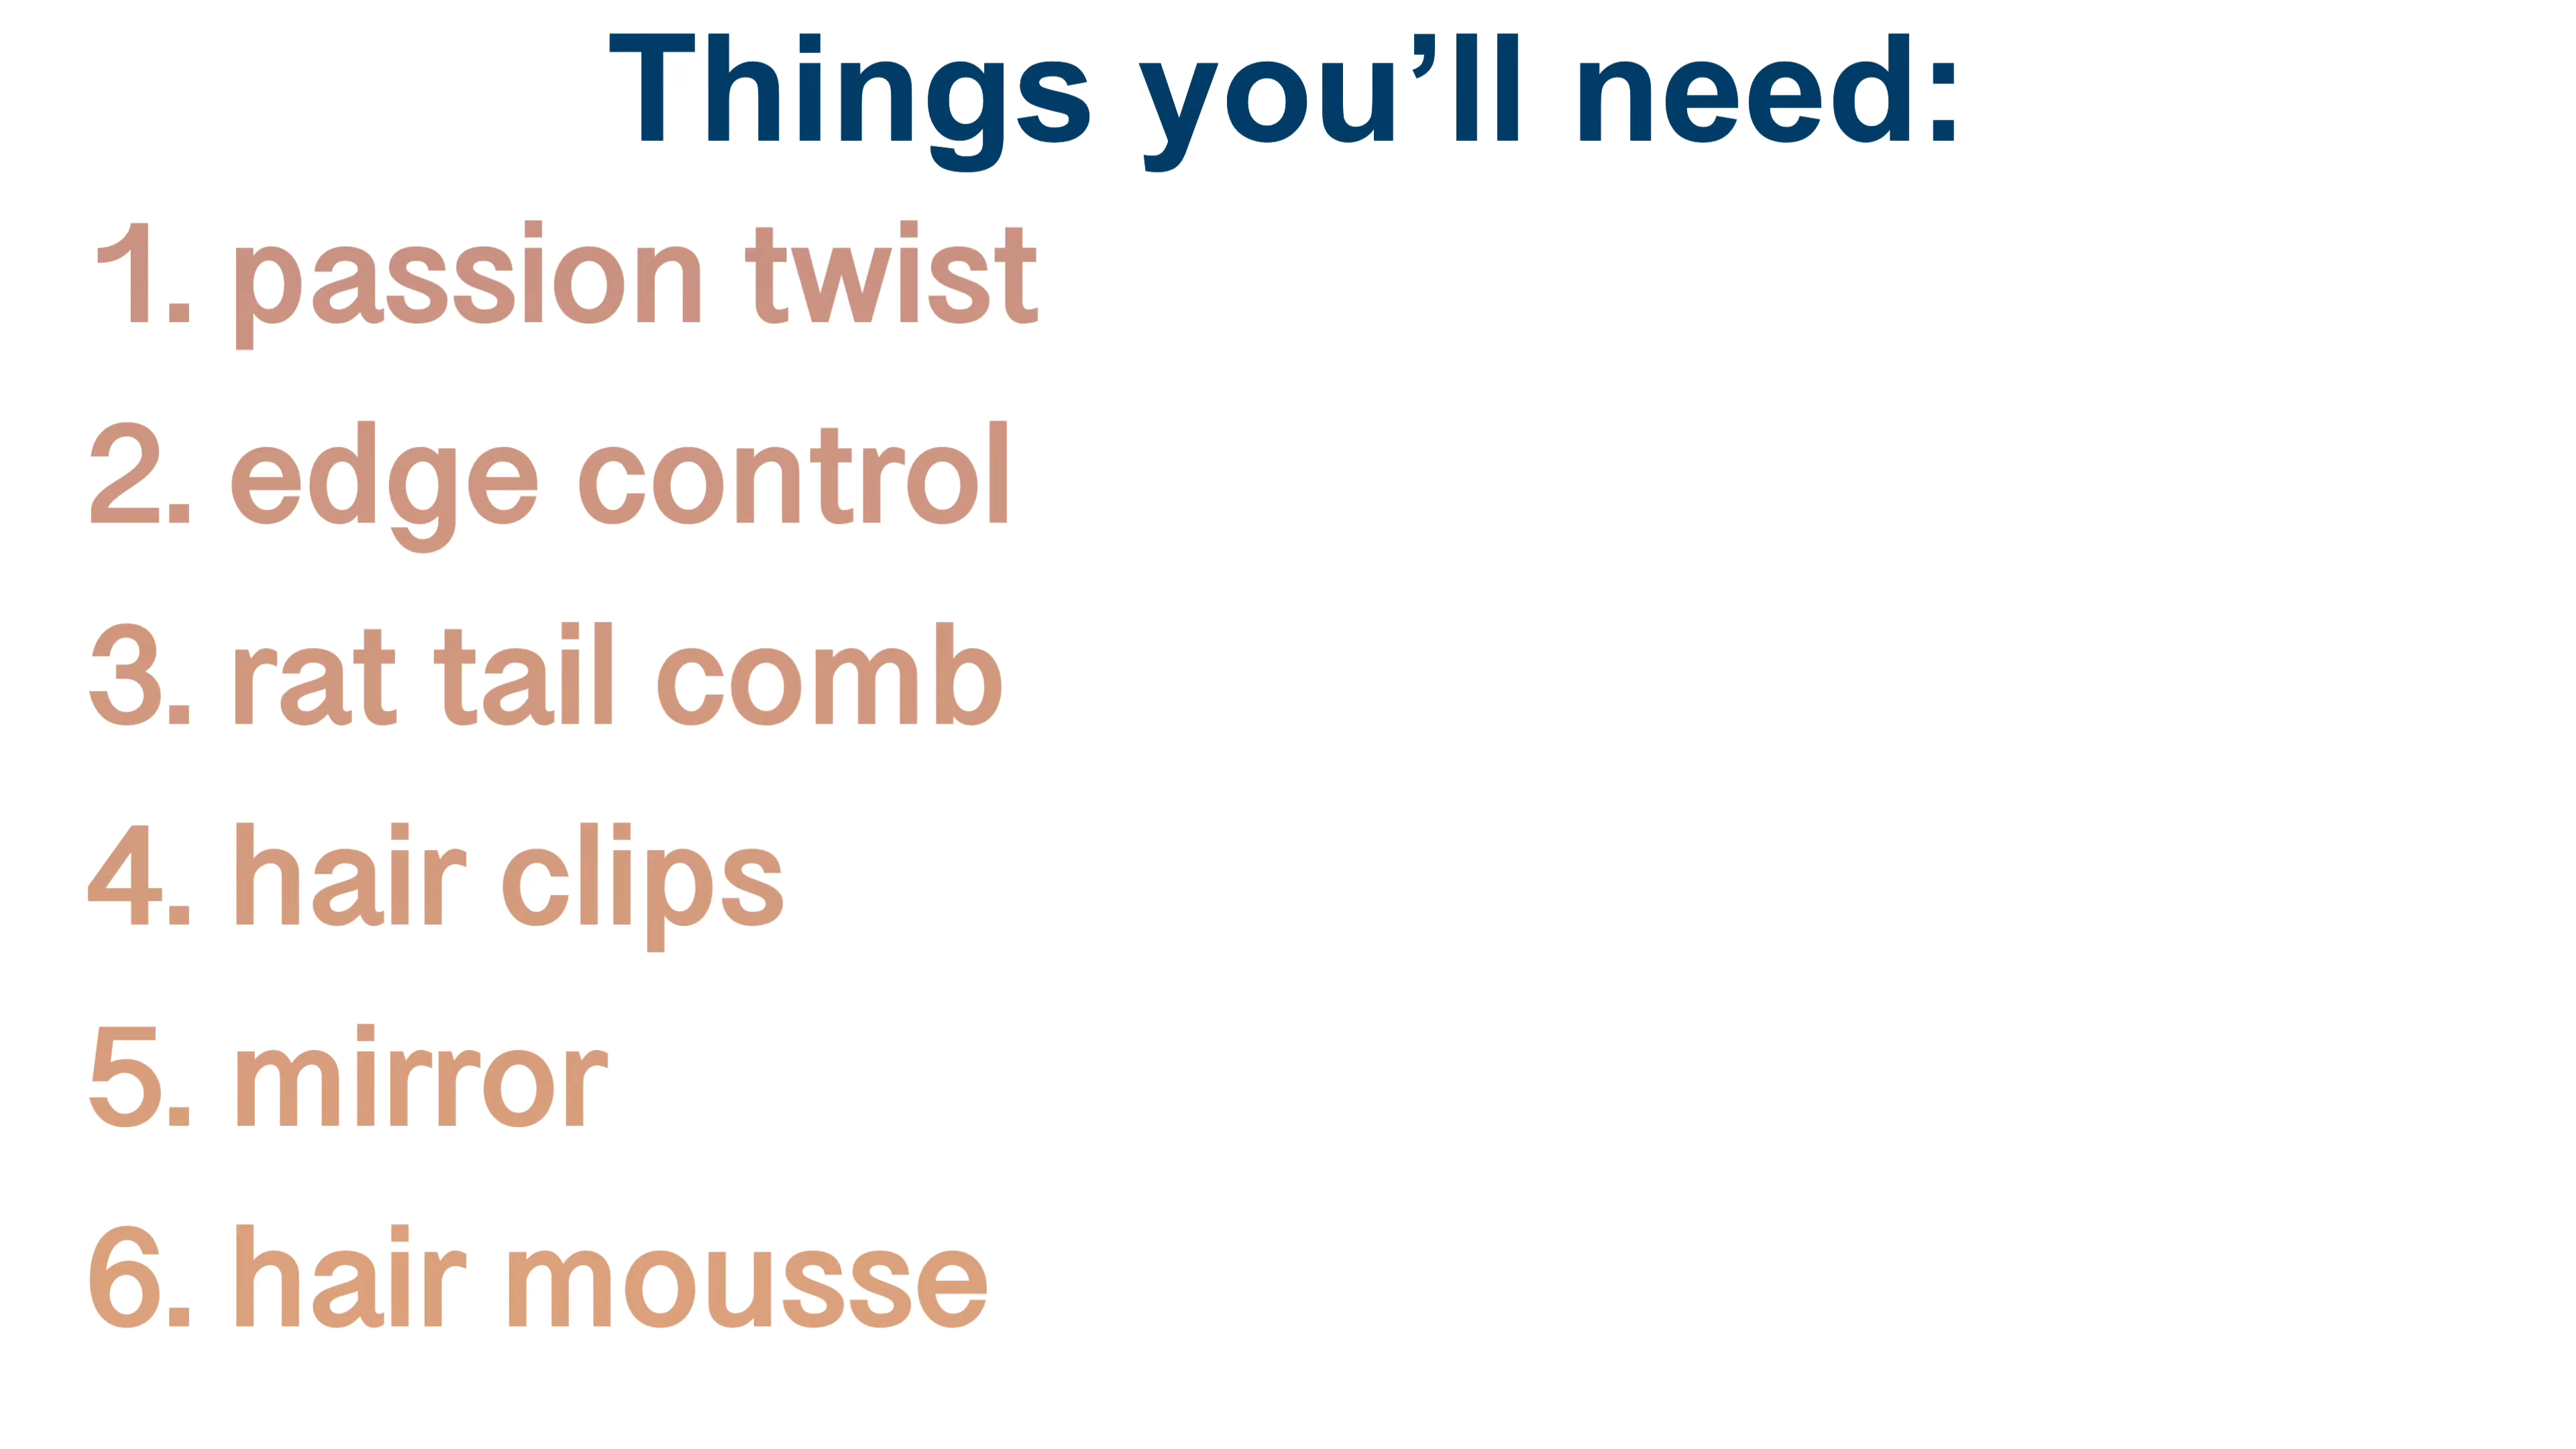 Things you’ll need:
1. passion twist
2. edge control
3. rat tail comb
4. hair clips
5. mirror
6. hair mousse